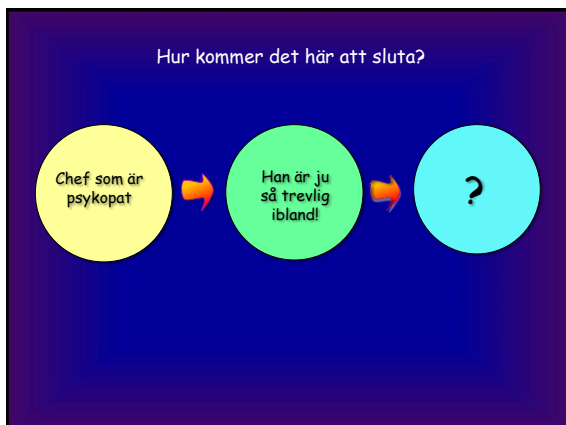 Hur kommer det här att sluta?
Chef som är
psykopat
Han är ju
så trevlig
ibland!
?